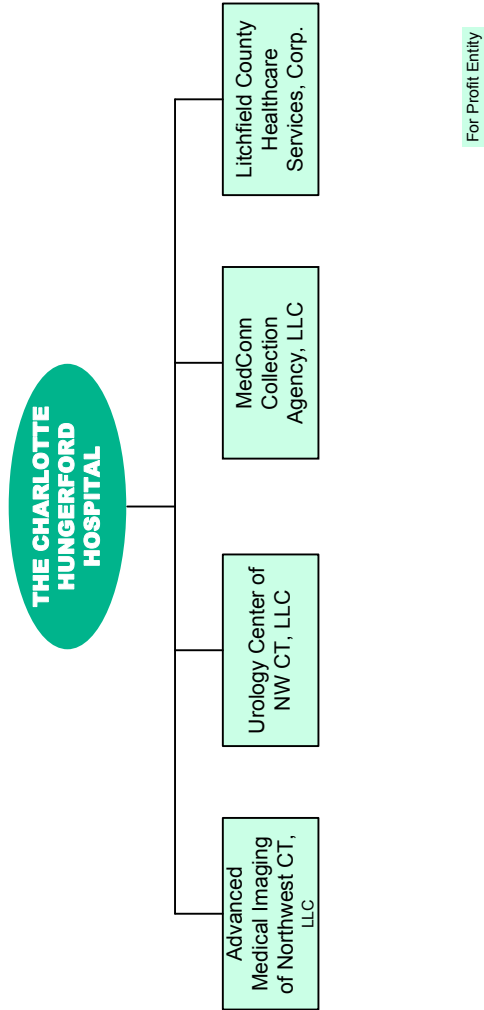 THE CHARLOTTE
HUNGERFORD
HOSPITAL
Advanced
Medical Imaging
of Northwest CT,
LLC
Urology Center of
NW CT, LLC
MedConn
Collection
Agency, LLC
Litchfield County
Healthcare
Services, Corp.
For Profit Entity